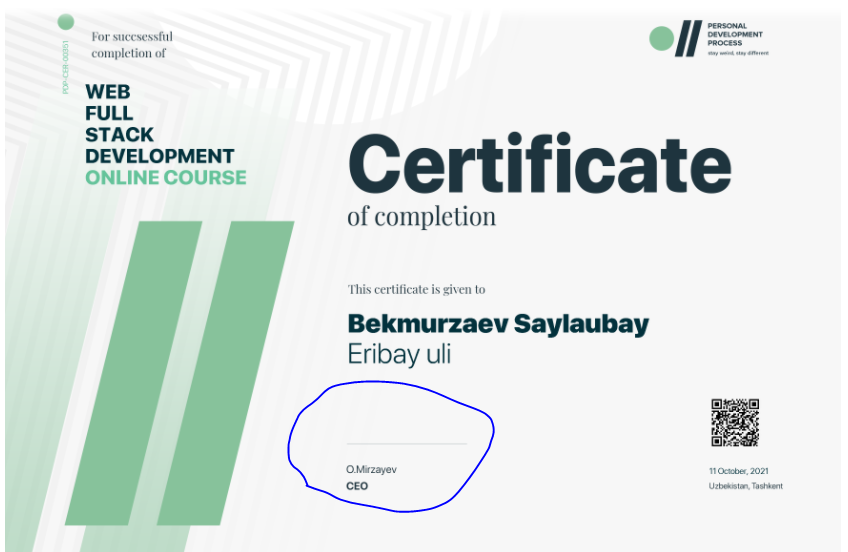 PDP-CER-00351
For succsesful
completion of
WEB
FULL
STACK
DEVELOPMENT
ONLINE COURSE
PERSONAL
DEVELOPMENT
PROCESS
stay weird, stay different
Certificate
of completion
This certificate is given to
Bekmurzaev Saylaubay
Eribay uli
O.Mirzayev
CEO
11 October, 2021
Uzbekistan, Tashkent